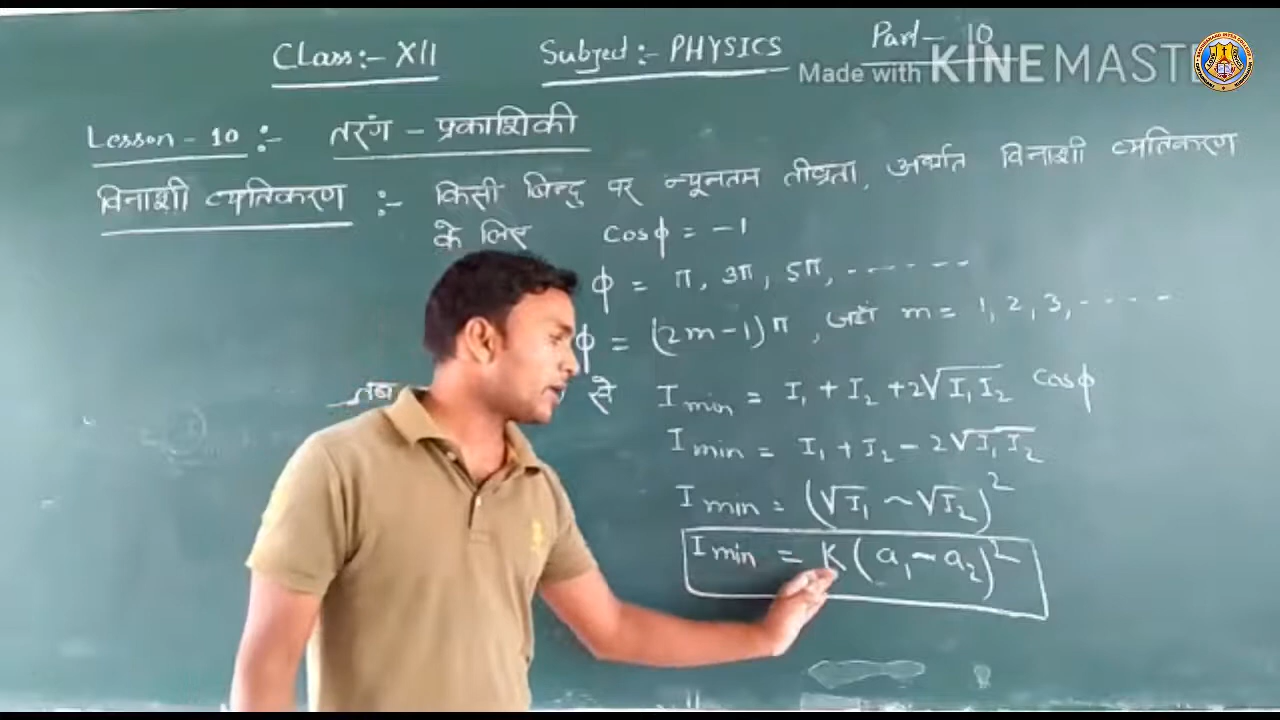 Class:- XII Subject:- PHYSICS Part- 10
Made with KINEMASTE
Lesson - 10 :- तरंग - प्रकाशिकी
विनाशी व्यतिकरण :- किसी बिन्दु पर न्यूनतम तीव्रता, अर्थात विनाशी व्यतिकरण
के लिए cosϕ = -1
ϕ = π, 3π, 5π, ------
ϕ = (2m-1)π, जहाँ m = 1, 2, 3, ----
तब से I min = I₁ + I₂ + 2√I₁I₂ cosϕ
I min = I₁ + I₂ - 2√I₁I₂
I min = (√I₁ ~ √I₂)²
I min = K(a₁ ~ a₂)²